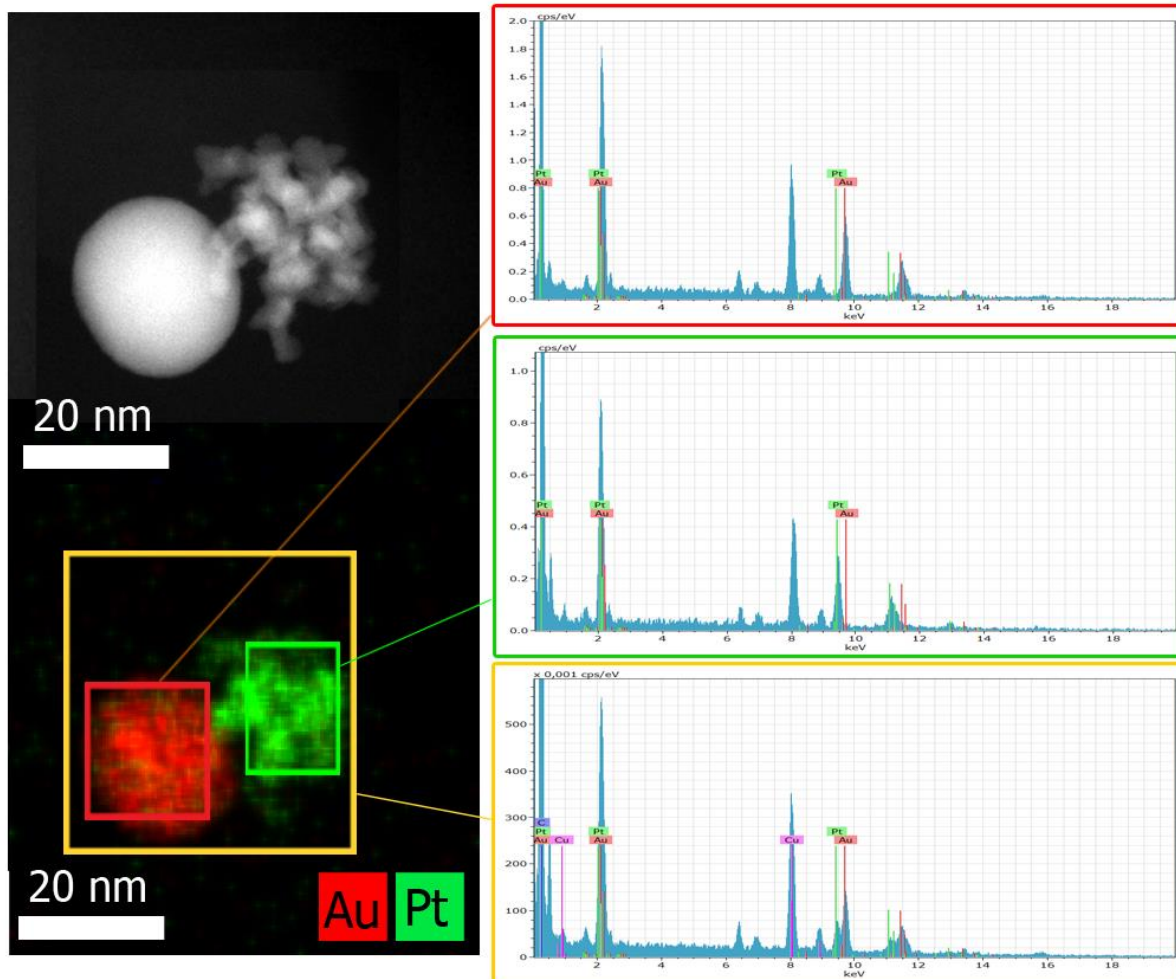 20 nm
20 nm
Au Pt
cps/eV
2.0
1.8
1.6
1.4
1.2
1.0
0.8
0.6
0.4
0.2
0.0
Pt Pt Pt
Au Au Au
2 4 6 8 10 12 14 16 18
keV
cps/eV
1.0
0.8
0.6
0.4
0.2
0.0
Pt Pt Pt
Au Au Au
2 4 6 8 10 12 14 16 18
keV
x 0,001 cps/eV
500
400
300
200
100
0
C
Pt Pt Pt
Au Cu Au Cu Au
2 4 6 8 10 12 14 16 18
keV